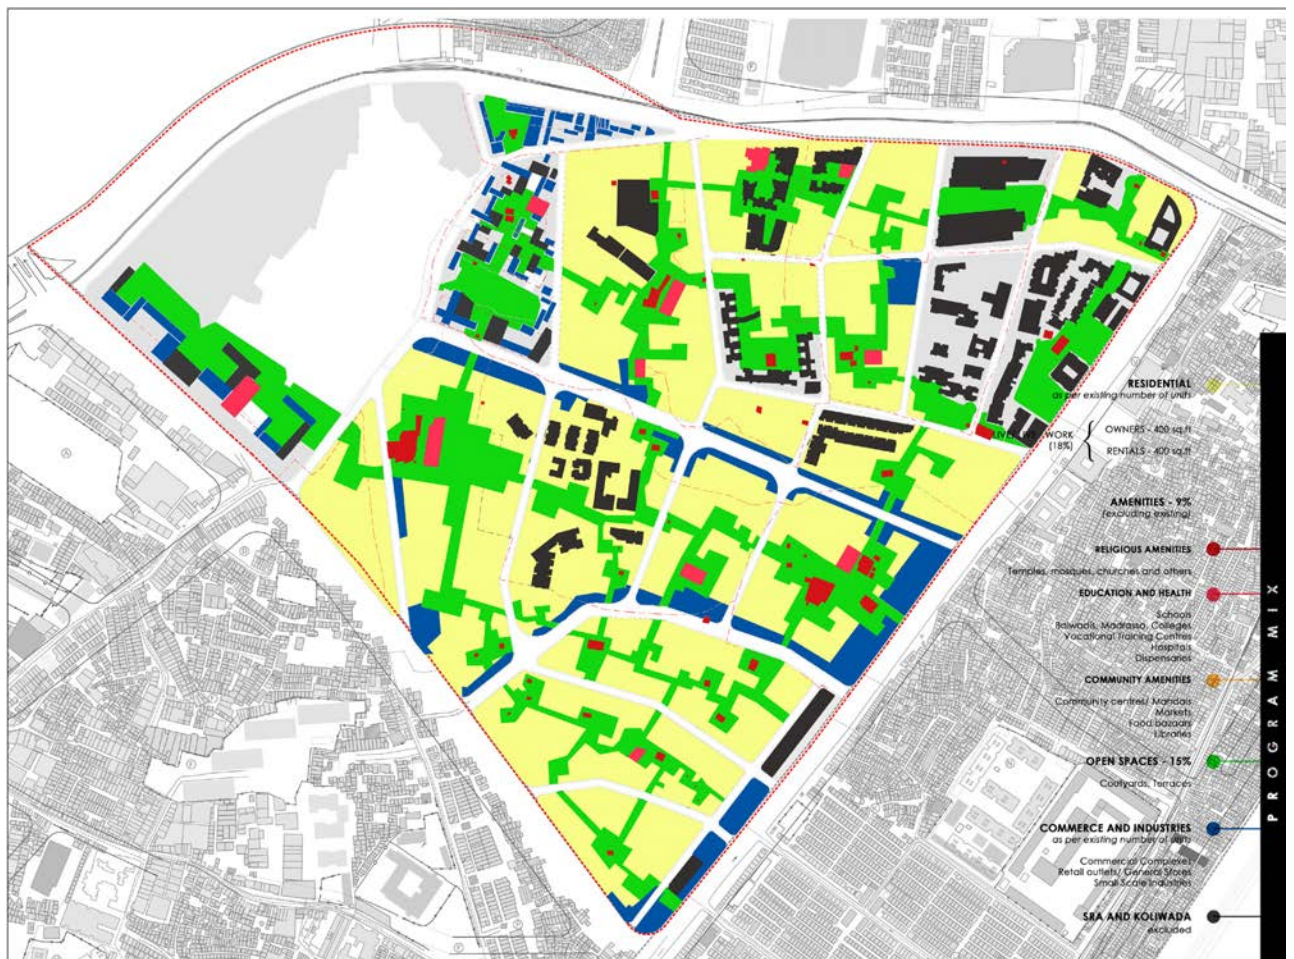 RESIDENTIAL
as per existing number of units
WORK
(18%)
OWNERS - 400 sq.ft
RENTALS - 400 sq.ft
AMENITIES - 9%
(excluding existing)
RELIGIOUS AMENITIES
Temples, mosques, churches and others
EDUCATION AND HEALTH
Schools
Balwadis, Madrassa, Colleges
Vocational Training Centres
Hospitals
Dispensaries
COMMUNITY AMENITIES
Community centres/ Mandals
Markets
Food bazaars
Libraries
OPEN SPACES - 15%
Courtyards, Terraces
COMMERCE AND INDUSTRIES
as per existing number of units
Commercial Complexes
Retail outlets/ General Stores
Small Scale Industries
SRA AND KOLIWADA
excluded
PROGRAM MIX